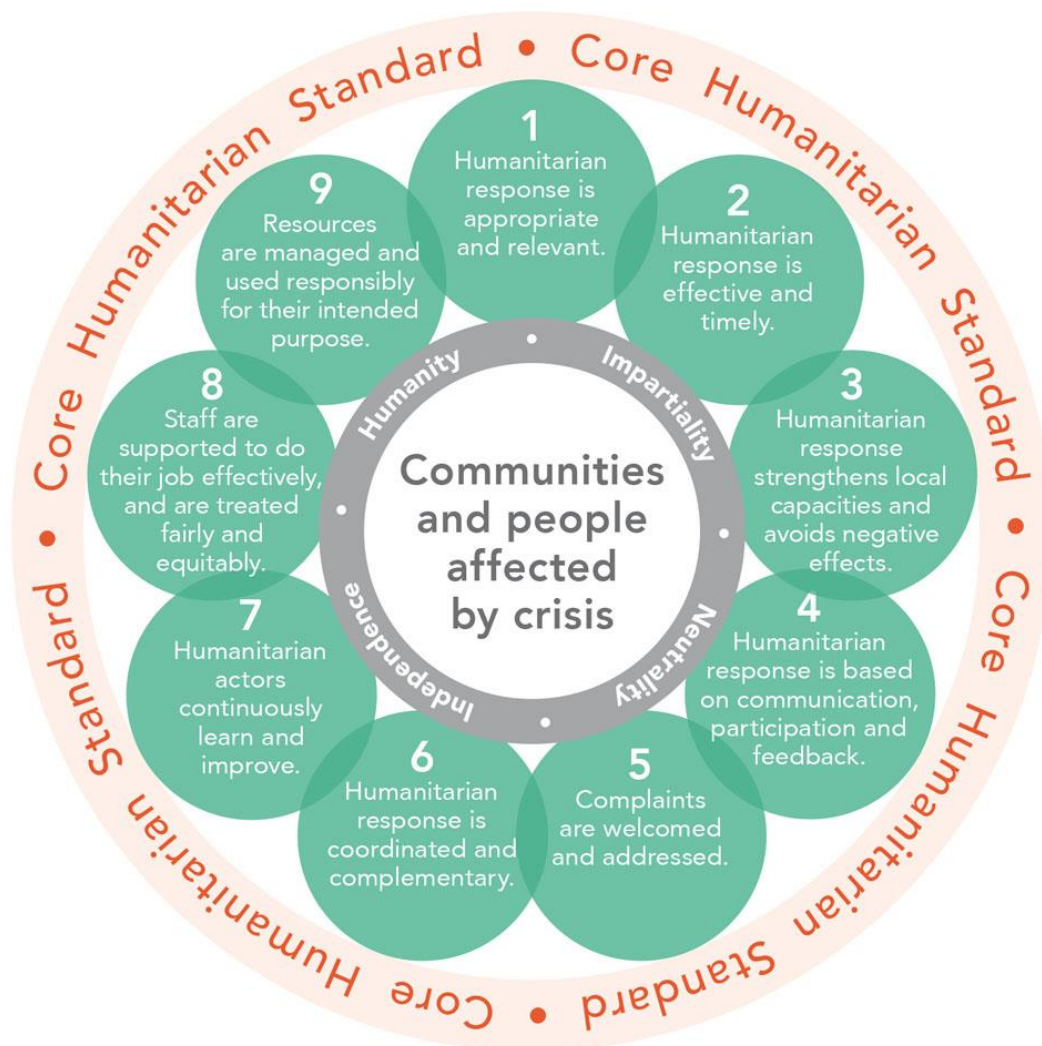 Core Humanitarian Standard • Core Humanitarian Standard • Core Humanitarian Standard • Core Humanitarian Standard •
1
Humanitarian
response is
appropriate
and relevant.
2
Humanitarian
response is
effective and
timely.
3
Humanitarian
response
strengthens local
capacities and
avoids negative
effects.
4
Humanitarian
response is based
on communication,
participation and
feedback.
5
Complaints
are welcomed
and addressed.
6
Humanitarian
response is
coordinated and
complementary.
7
Humanitarian
actors
continuously
learn and
improve.
8
Staff are
supported to do
their job effectively,
and are treated
fairly and
equitably.
9
Resources
are managed and
used responsibly
for their intended
purpose.
Humanity • Impartiality • Neutrality • Independence •
Communities
and people
affected
by crisis